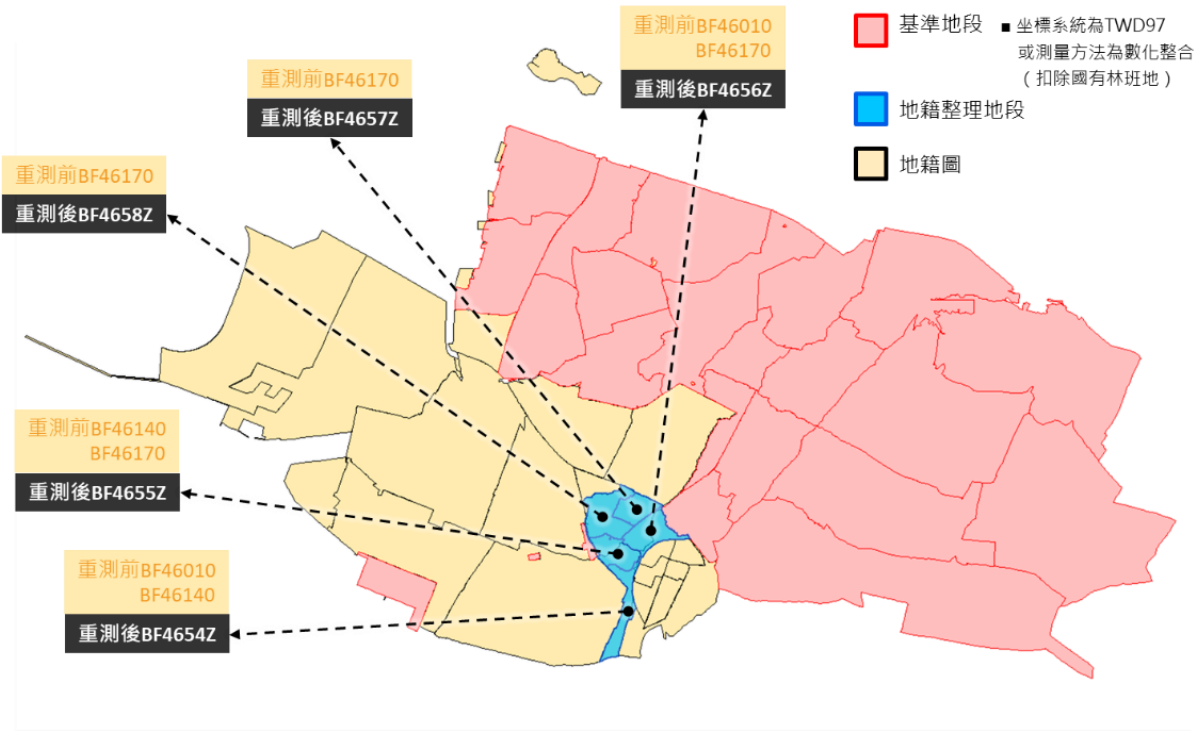 重測前BF46010
BF46170
重測後BF4656Z
基準地段
■ 坐標系統為TWD97
或測量方法為數化整合
（扣除國有林班地）
重測前BF46170
重測後BF4657Z
地籍整理地段
地籍圖
重測前BF46170
重測後BF4658Z
重測前BF46140
BF46170
重測後BF4655Z
重測前BF46010
BF46140
重測後BF4654Z